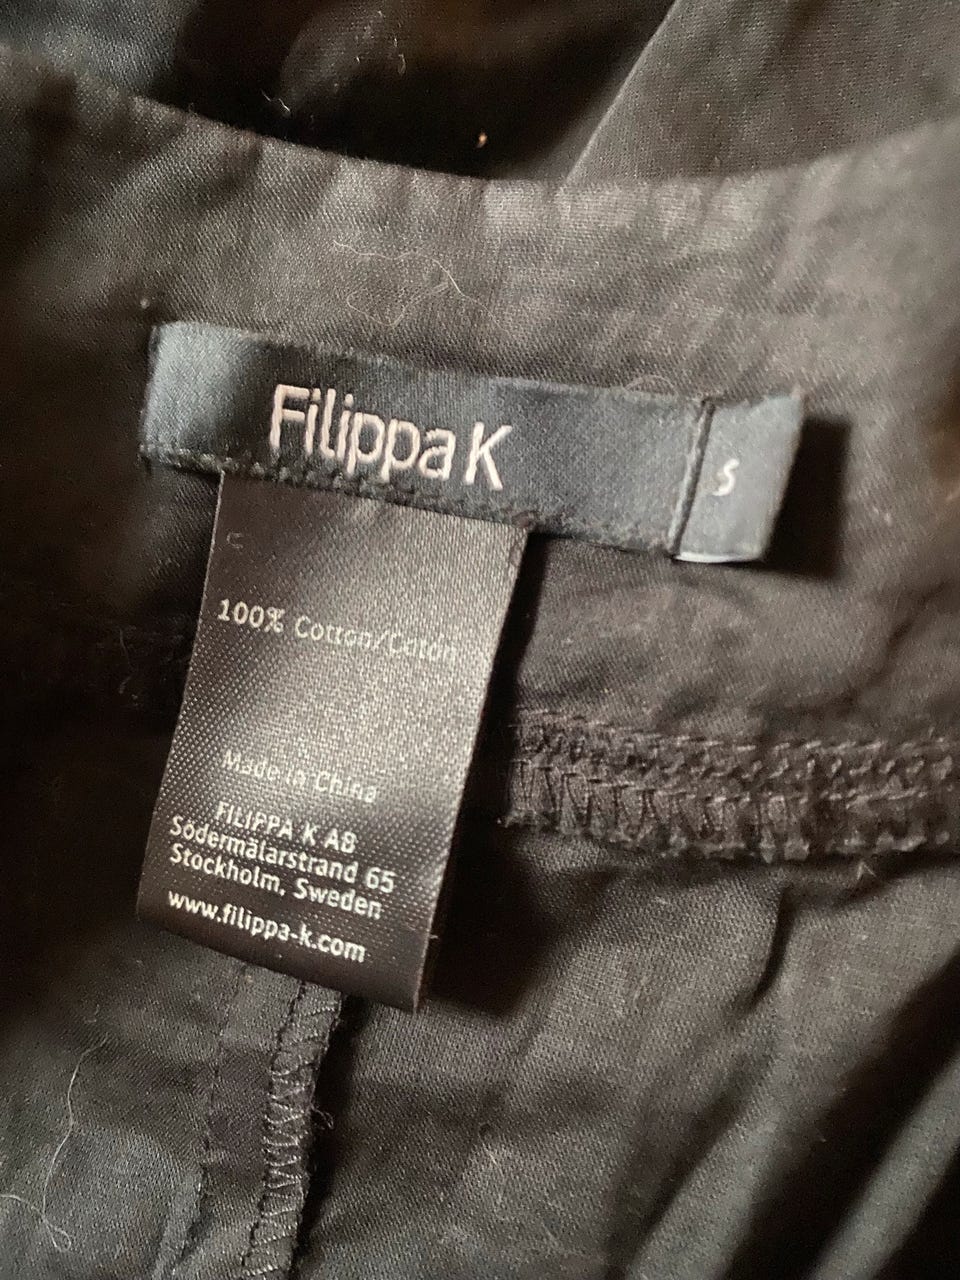 Filippa K
S
100% Cotton/Coton
Made in China
FILIPPA K AB
Södermälarstrand 65
Stockholm, Sweden
www.filippa-k.com